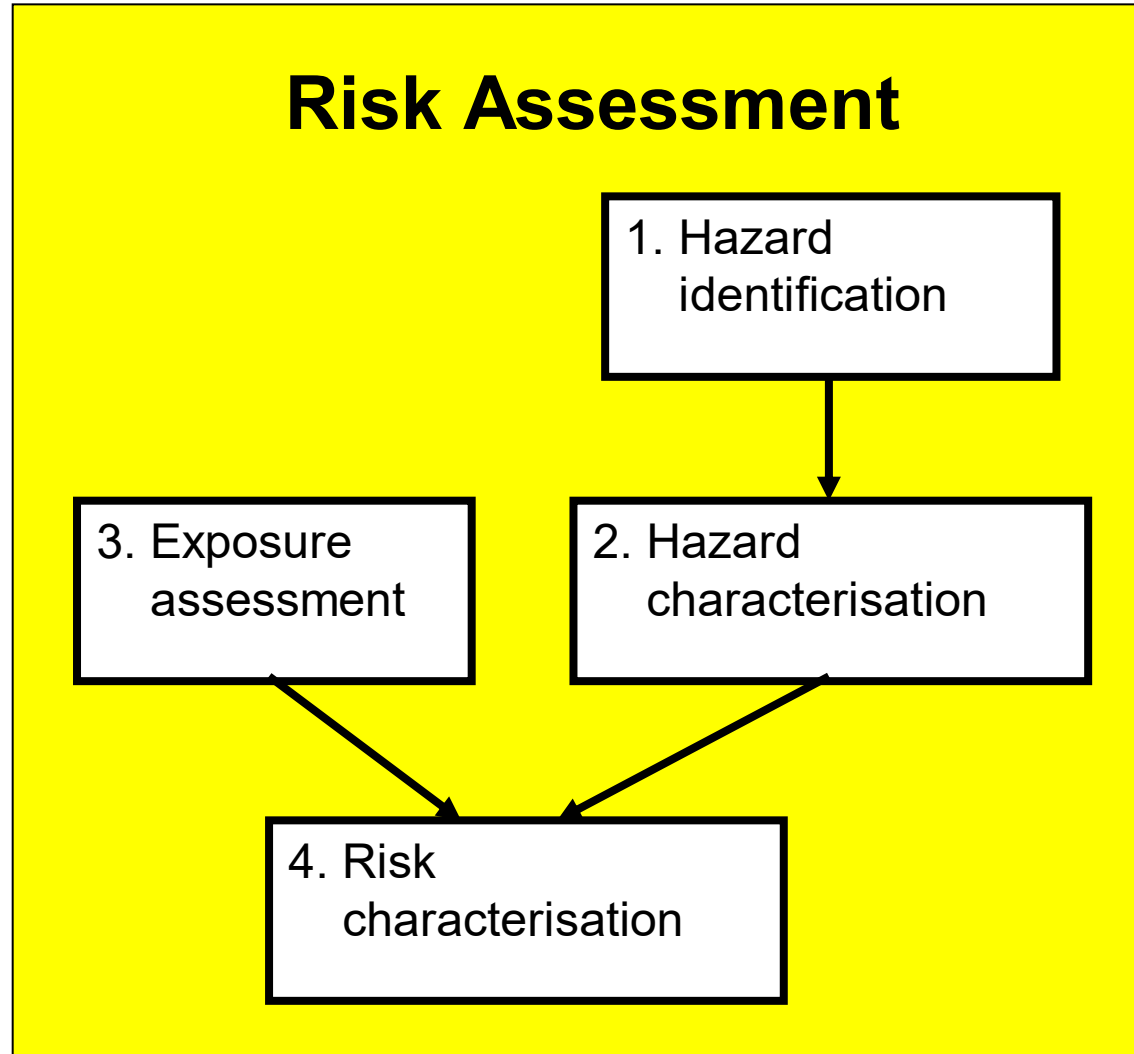 Risk Assessment
1. Hazard
identification
3. Exposure
assessment
2. Hazard
characterisation
4. Risk
characterisation